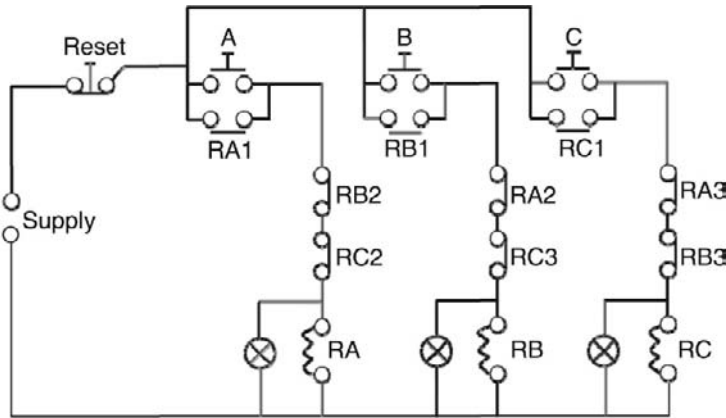 Reset
A
B
C
RA1
RB1
RC1
Supply
RB2
RA2
RA3
RC2
RC3
RB3
RA
RB
RC